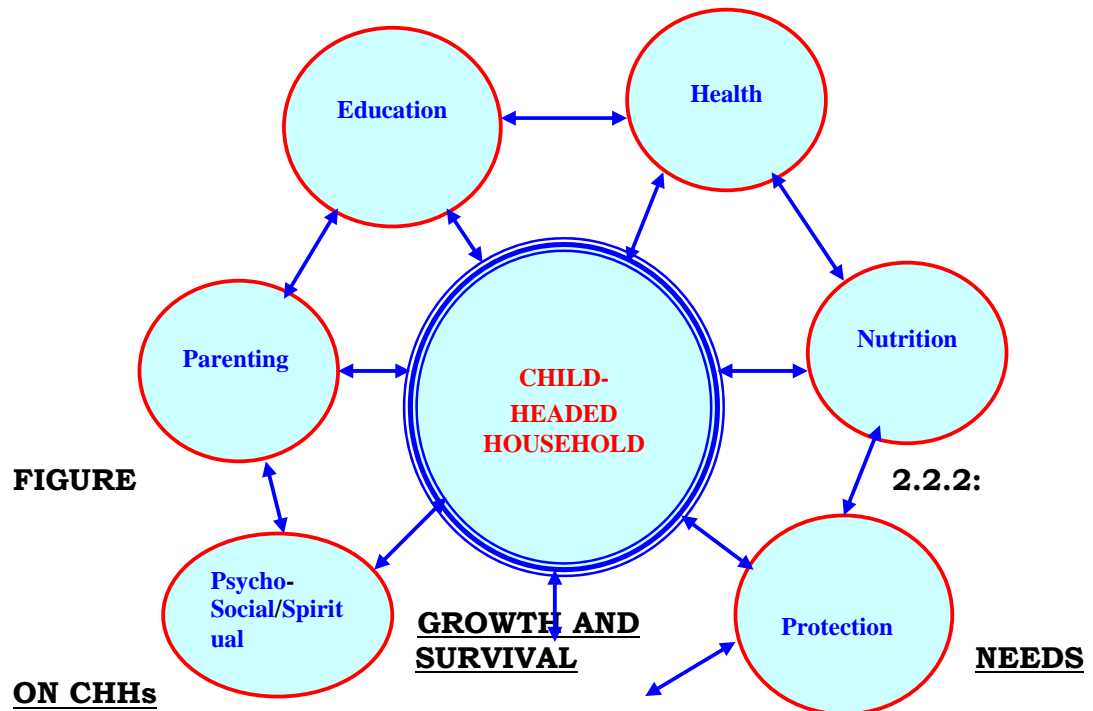 Education
Health
Parenting
Nutrition
CHILD-
HEADED
HOUSEHOLD
FIGURE 2.2.2:
Psycho-
Social/Spirit
ual
GROWTH AND
SURVIVAL
Protection
NEEDS
ON CHHs